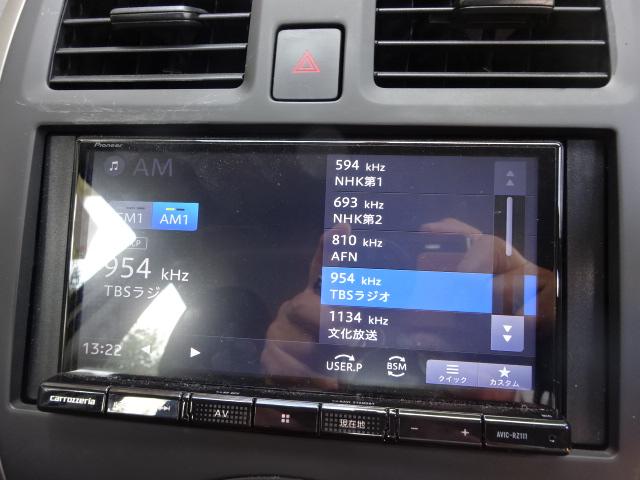 Pioneer
AM
594 kHz
NHK第1
693 kHz
NHK第2
810 kHz
AFN
954 kHz
TBSラジオ
1134 kHz
文化放送
AM1
954 kHz
TBSラジオ
13:22
USER.P
BSM
クイック
カスタム
carrozzeria
AV
現在地
-
+
AVIC-RZ111